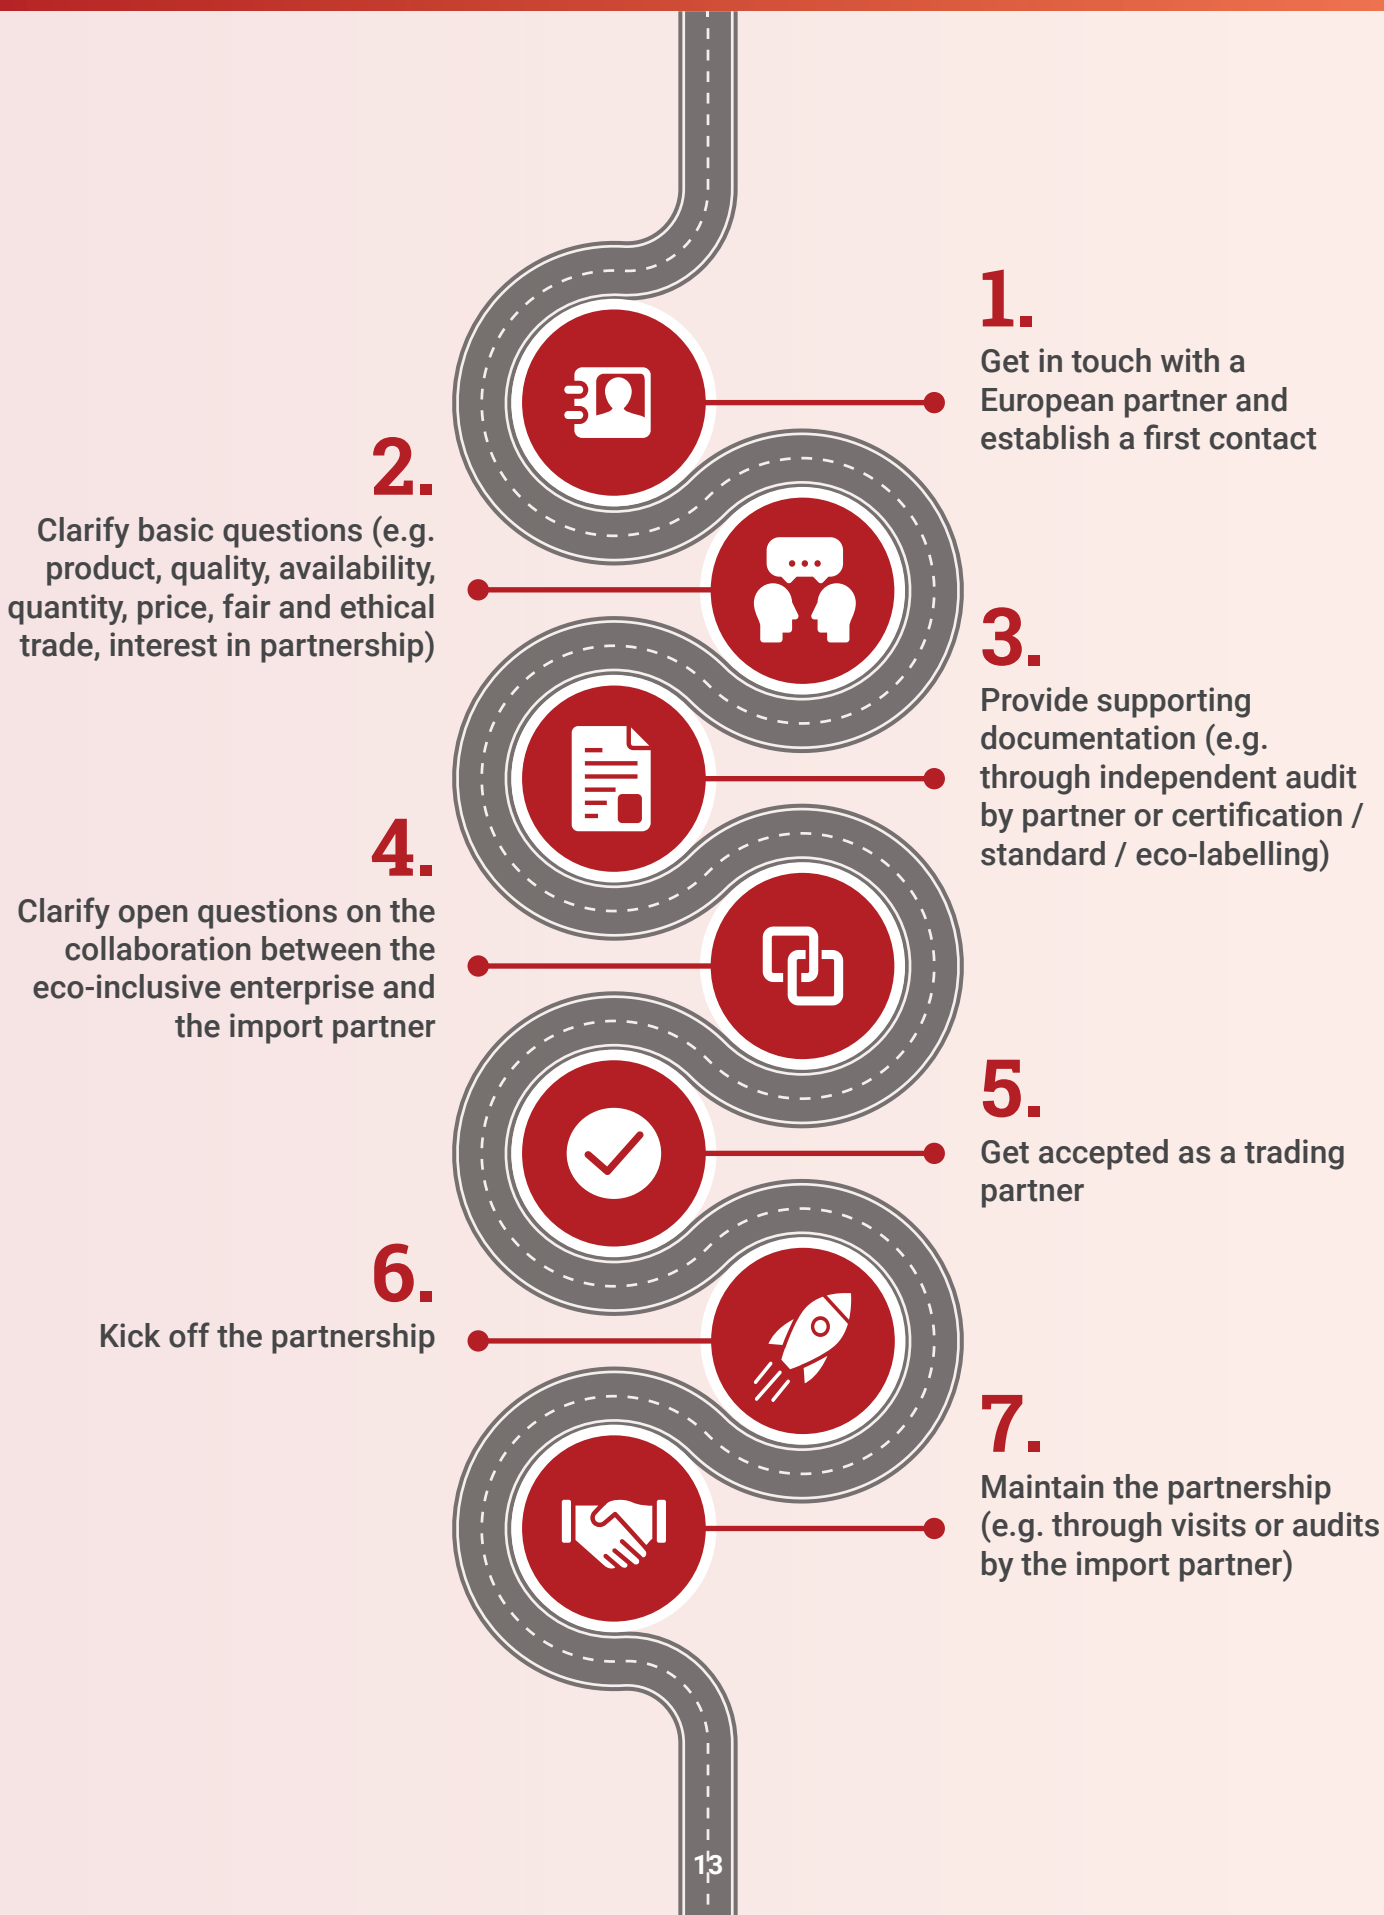 1.
Get in touch with a
European partner and
establish a first contact
2.
Clarify basic questions (e.g.
product, quality, availability,
quantity, price, fair and ethical
trade, interest in partnership)
3.
Provide supporting
documentation (e.g.
through independent audit
by partner or certification /
standard / eco-labelling)
4.
Clarify open questions on the
collaboration between the
eco-inclusive enterprise and
the import partner
5.
Get accepted as a trading
partner
6.
Kick off the partnership
7.
Maintain the partnership
(e.g. through visits or audits
by the import partner)
13